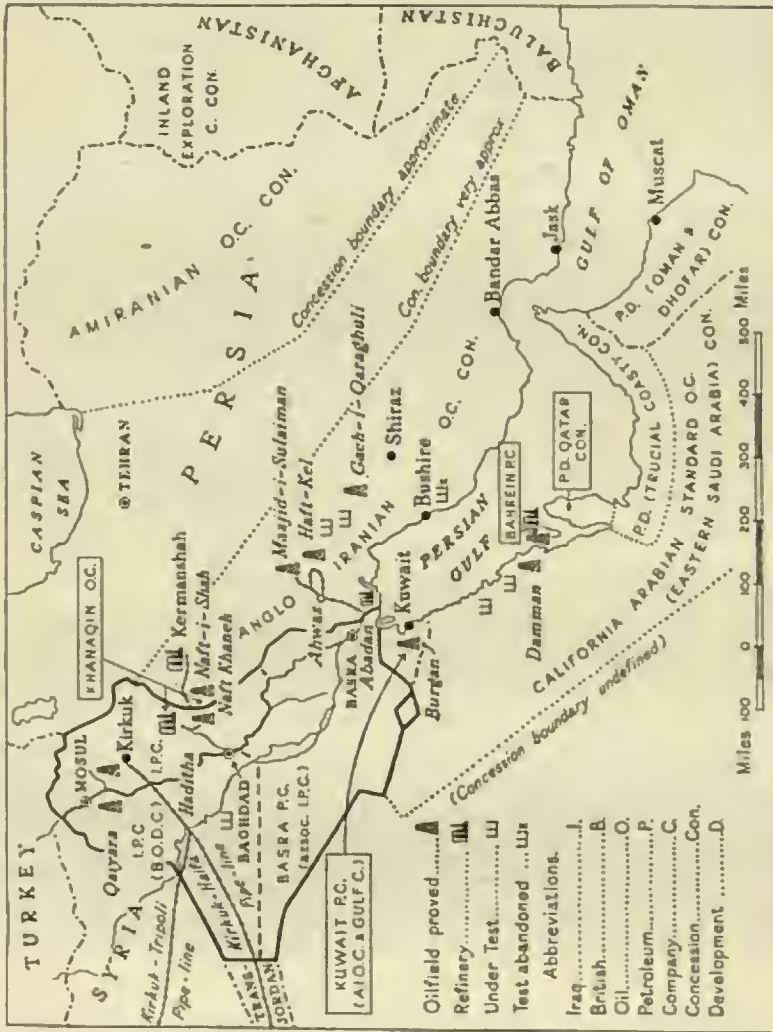 TURKEY
SYRIA
CASPIAN
SEA
TEHRAN
PERSIA
AMIRANIAN O.C. CON.
INLAND
EXPLORATION
C. CON.
AFGHANISTAN
BALUCHISTAN
Concession boundary approximate
Con. boundary very approx
KHANAQIN O.C.
MOSUL
Qaiyara
Kirkuk
I.P.C.
I.P.C
(B.O.D.C)
Haditha
Kermanshah
Naft-i-Shah
Naft Khaneh
Kirkuk-Tripoli
Pipe-line
Kirkuk-Haifa
Pipe-line
TRANS-
JORDAN
BAGHDAD
BASRA P.C.
(assoc. I.P.C.)
ANGLO IRANIAN O.C. CON.
Masjid-i-Sulaiman
Haft-Kel
Gach-i-Qaraghuli
Ahwaz
BASRA
Abadan
Shiraz
Bushire
Bandar Abbas
Jask
GULF OF OMAN
Muscat
Kuwait
Burgan
PERSIAN
GULF
KUWAIT P.C.
(A.I.O.C. & GULF C.)
BAHREIN P.C.
P.D. QATAR
CON.
Damman
P.D. (TRUCIAL COAST) CON.
P.D. (OMAN &
DHOFAR) CON.
CALIFORNIA ARABIAN STANDARD O.C.
(EASTERN SAUDI ARABIA) CON.
(Concession boundary undefined)
Oilfield proved
Refinery
Under Test
Test abandoned
Abbreviations.
Iraq I.
British B.
Oil O.
Petroleum P.
Company C.
Concession Con.
Development D.
Miles 100 0 100 200 300 400 500 Miles